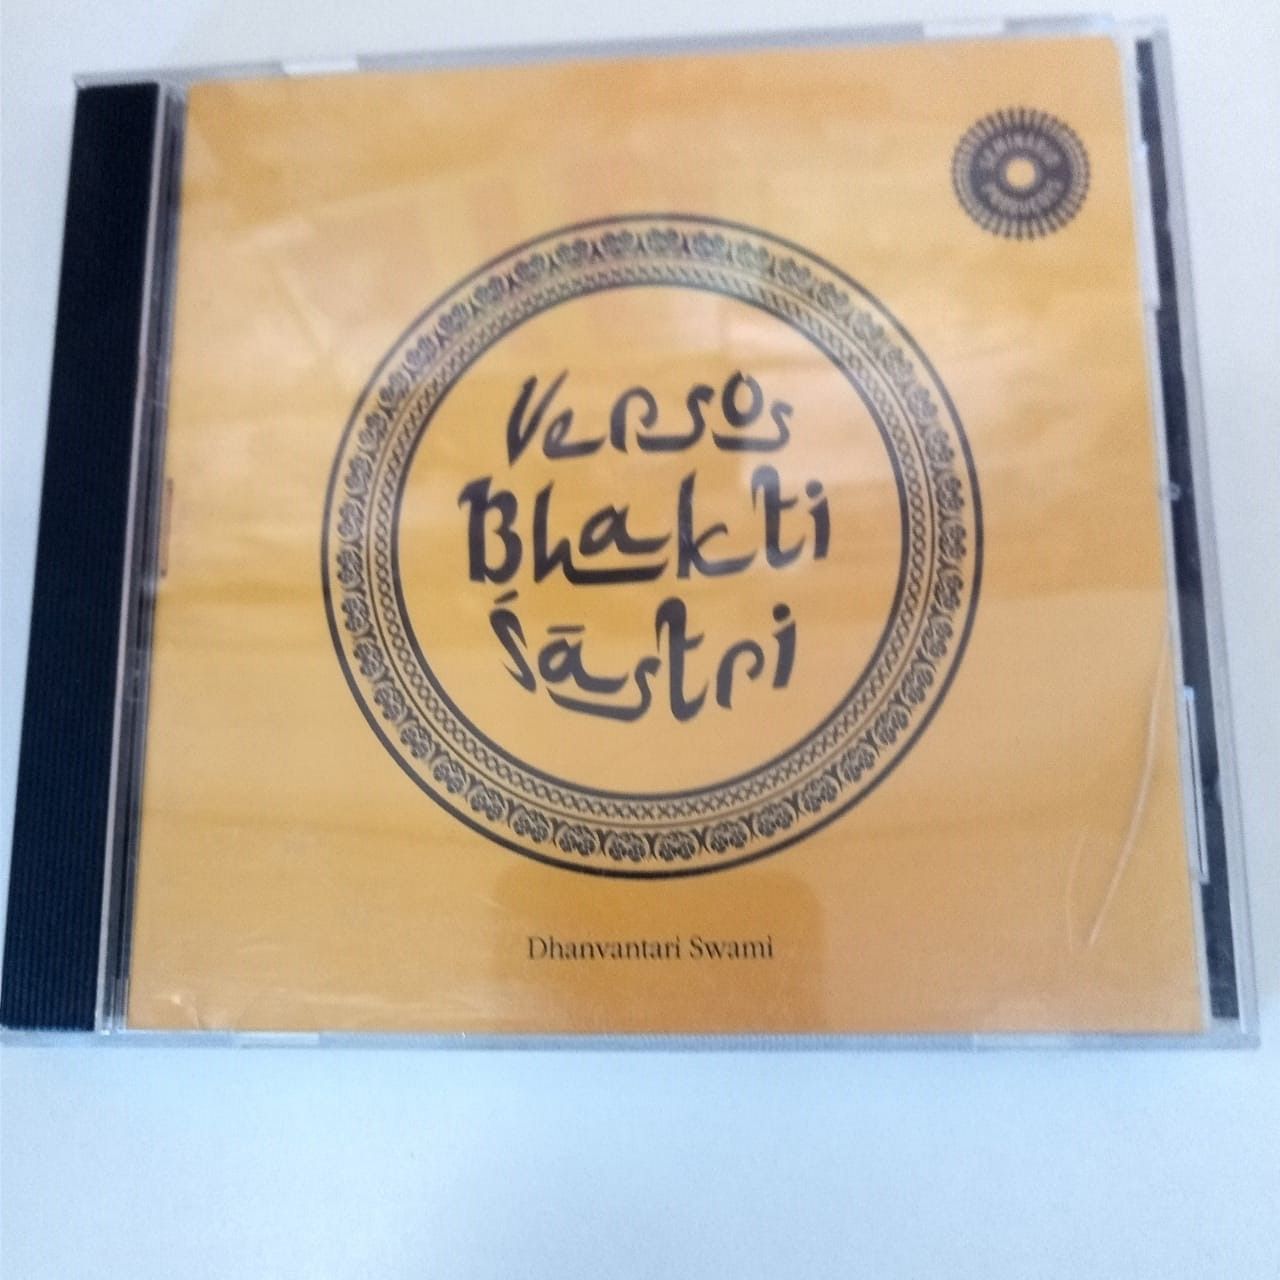 Versos
Bhakti
Śāstri
Dhanvantari Swami